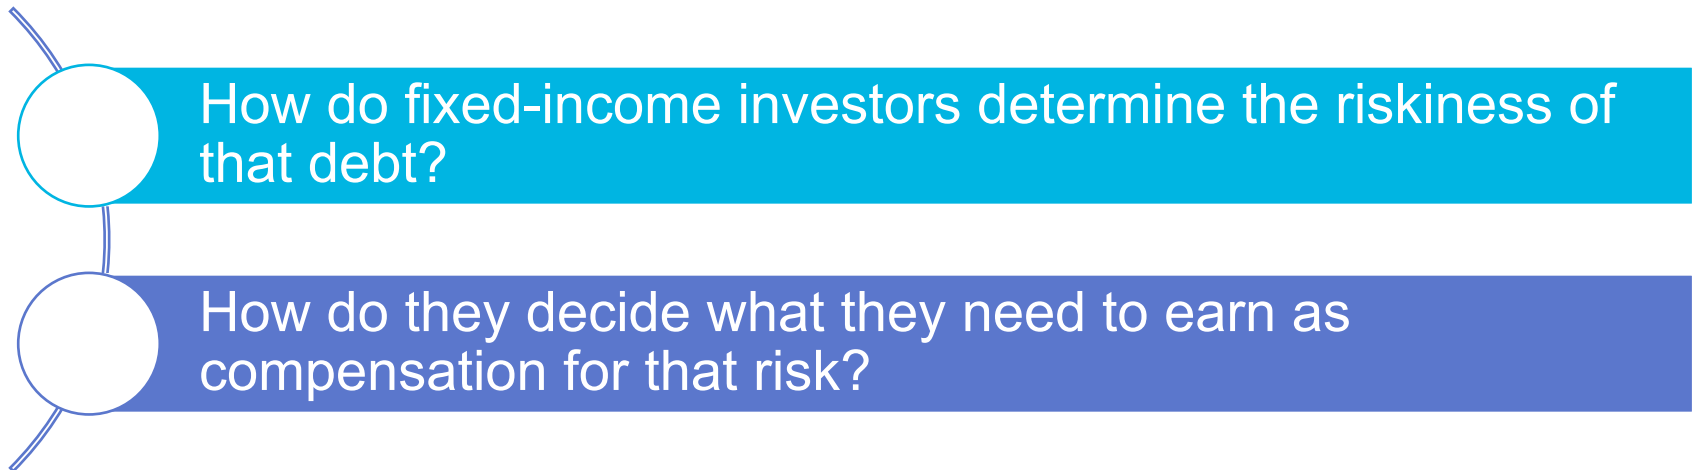 How do fixed-income investors determine the riskiness of
that debt?
How do they decide what they need to earn as
compensation for that risk?